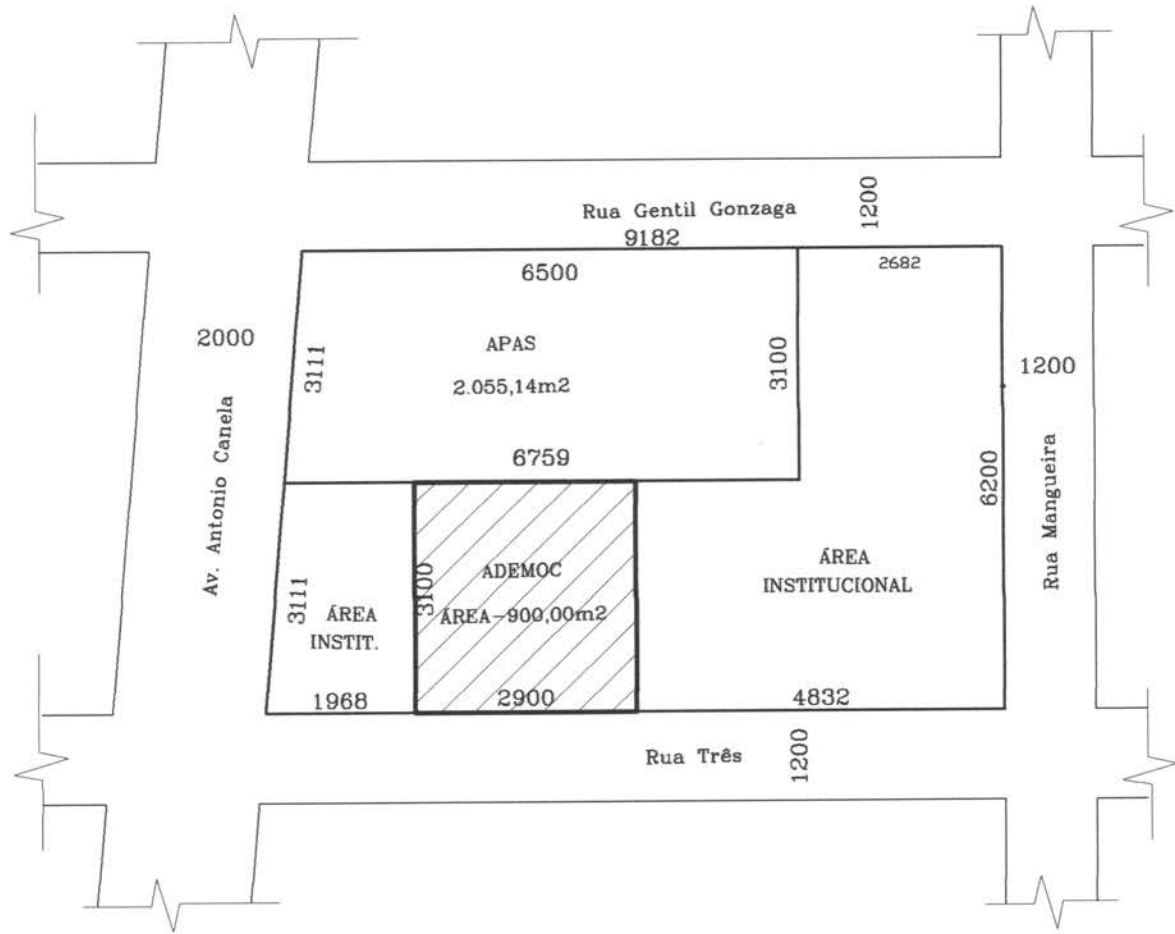 Rua Gentil Gonzaga
1200
9182
6500
2682
2000
3111
APAS
2.055,14m2
3100
1200
6759
Av. Antonio Canela
6200
Rua Mangueira
3111
ÁREA
INSTIT.
1968
3100
ADEMOC
ÁREA-900,00m2
2900
ÁREA
INSTITUCIONAL
4832
Rua Três
1200